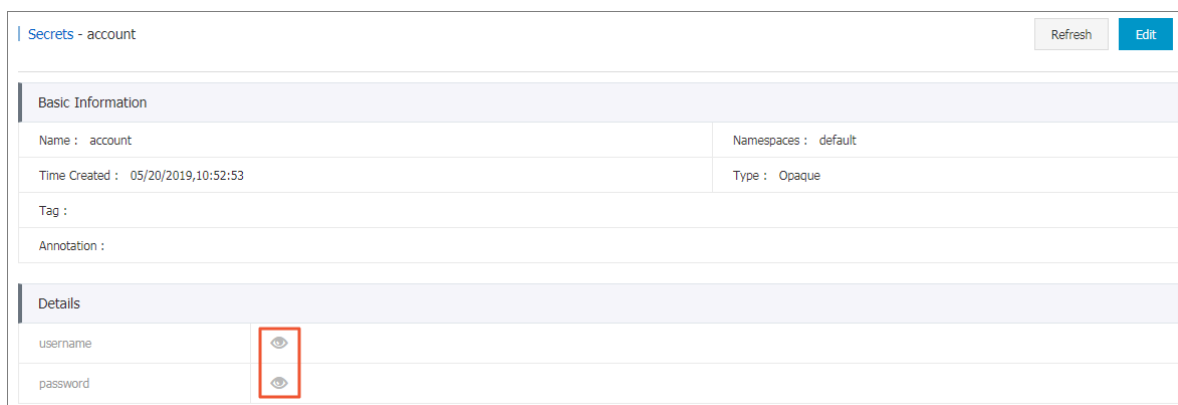 Secrets - account
Refresh
Edit
Basic Information
Name : account
Namespaces : default
Time Created : 05/20/2019,10:52:53
Type : Opaque
Tag :
Annotation :
Details
username
password